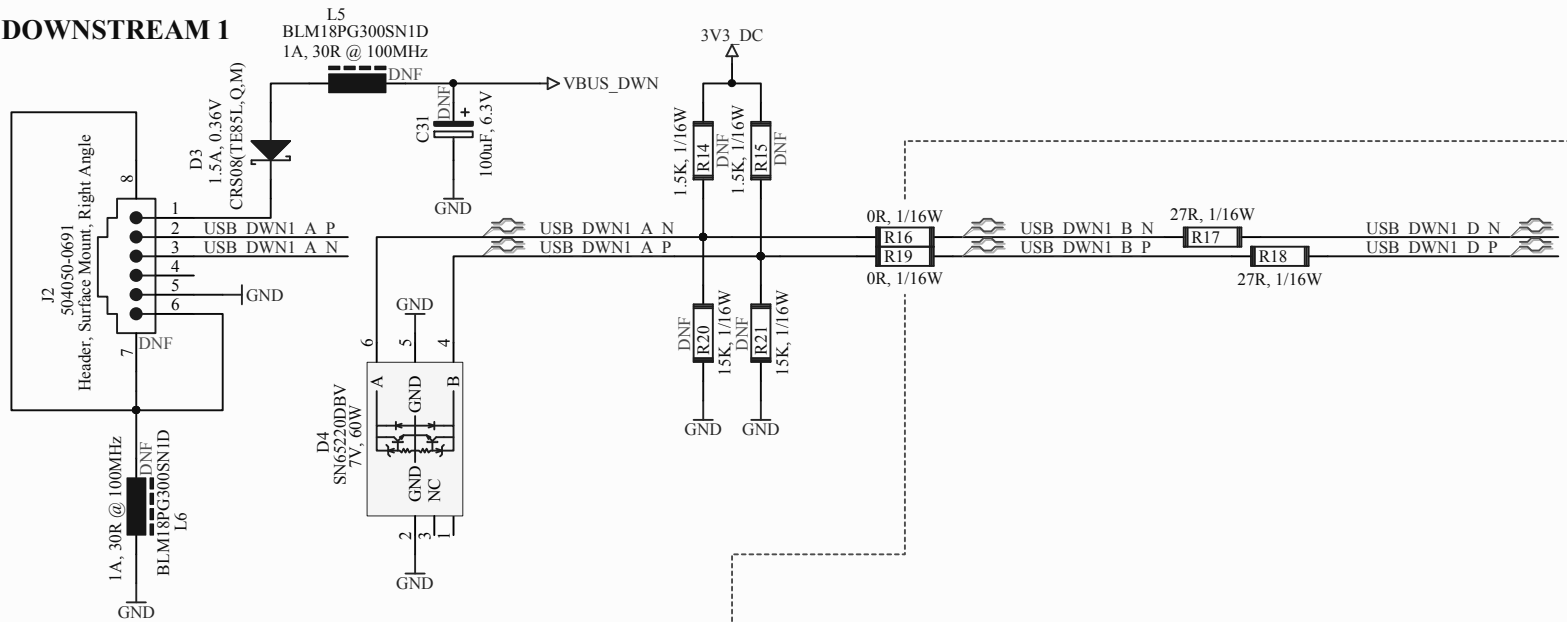 DOWNSTREAM 1
L5
BLM18PG300SN1D
1A, 30R @ 100MHz
DNF
VBUS_DWN
DNF
C31
+
100uF, 6.3V
GND
D3
1.5A, 0.36V
CRS08(TE85L,Q,M)
J2
504050-0691
Header, Surface Mount, Right Angle
8
1
2
3
4
5
6
7
DNF
USB_DWN1_A_P
USB_DWN1_A_N
GND
1A, 30R @ 100MHz
DNF
BLM18PG300SN1D
L6
GND
3V3_DC
1.5K, 1/16W
R14
DNF
1.5K, 1/16W
R15
DNF
USB_DWN1_A_N
USB_DWN1_A_P
0R, 1/16W
R16
R19
0R, 1/16W
USB_DWN1_B_N
USB_DWN1_B_P
27R, 1/16W
R17
R18
27R, 1/16W
USB_DWN1_D_N
USB_DWN1_D_P
DNF
R20
15K, 1/16W
DNF
R21
15K, 1/16W
GND
GND
GND
6
5
4
A
GND
B
D4
SN65220DBV
7V, 60W
GND
NC
2
3
1
GND